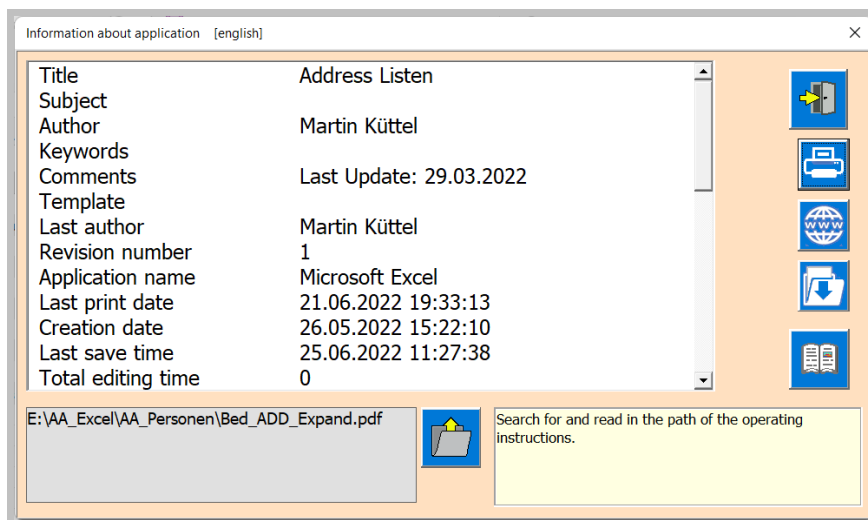 Information about application [english]
Title Address Listen
Subject
Author Martin Küttel
Keywords
Comments Last Update: 29.03.2022
Template
Last author Martin Küttel
Revision number 1
Application name Microsoft Excel
Last print date 21.06.2022 19:33:13
Creation date 26.05.2022 15:22:10
Last save time 25.06.2022 11:27:38
Total editing time 0
www
E:\AA_Excel\AA_Personen\Bed_ADD_Expand.pdf
Search for and read in the path of the operating
instructions.